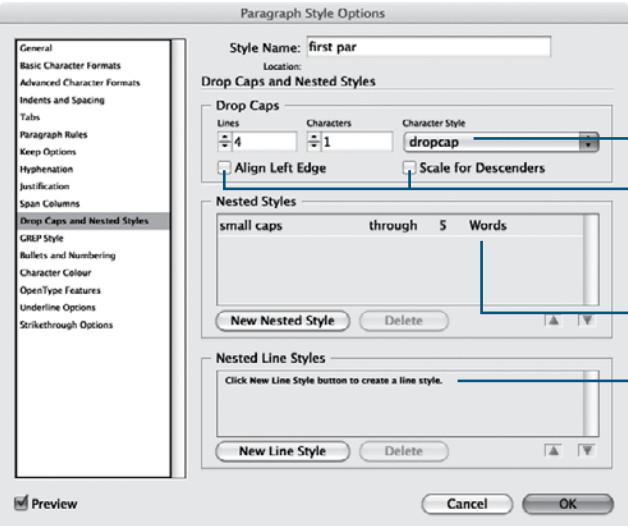 Paragraph Style Options
General
Basic Character Formats
Advanced Character Formats
Indents and Spacing
Tabs
Paragraph Rules
Keep Options
Hyphenation
Justification
Span Columns
Drop Caps and Nested Styles
GREP Style
Bullets and Numbering
Character Colour
OpenType Features
Underline Options
Strikethrough Options
Style Name: first par
Location:
Drop Caps and Nested Styles
Drop Caps
Lines Characters Character Style
4 1 dropcap
Align Left Edge Scale for Descenders
Nested Styles
small caps through 5 Words
New Nested Style Delete
Nested Line Styles
Click New Line Style button to create a line style.
New Line Style Delete
Preview Cancel OK